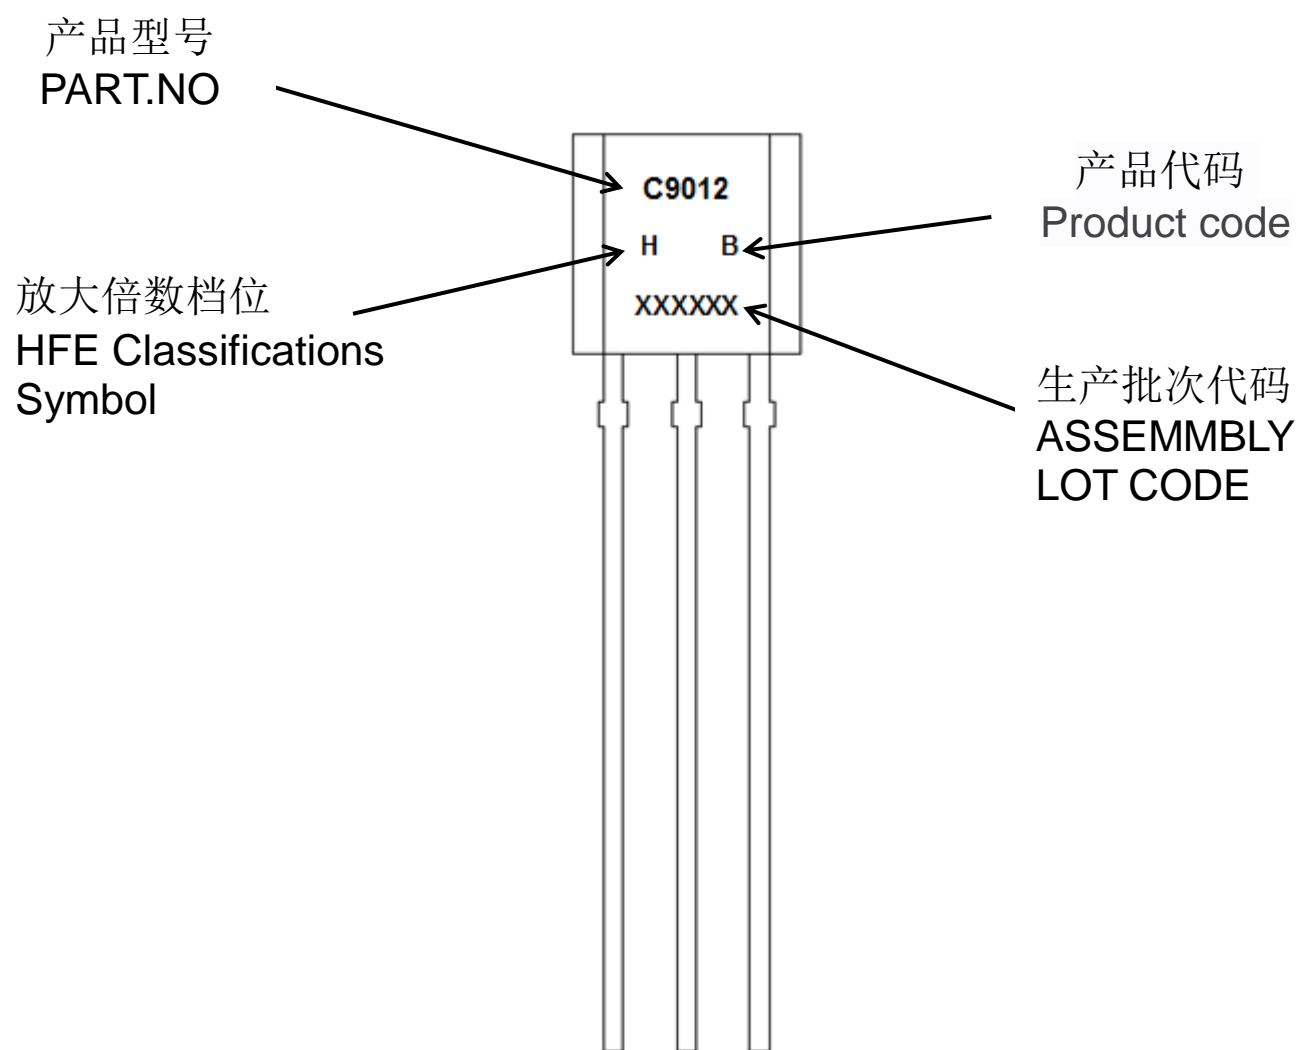 产品型号
PART.NO
C9012
产品代码
Product code
H B
放大倍数档位
HFE Classifications
Symbol
XXXXXX
生产批次代码
ASSEMMBLY
LOT CODE